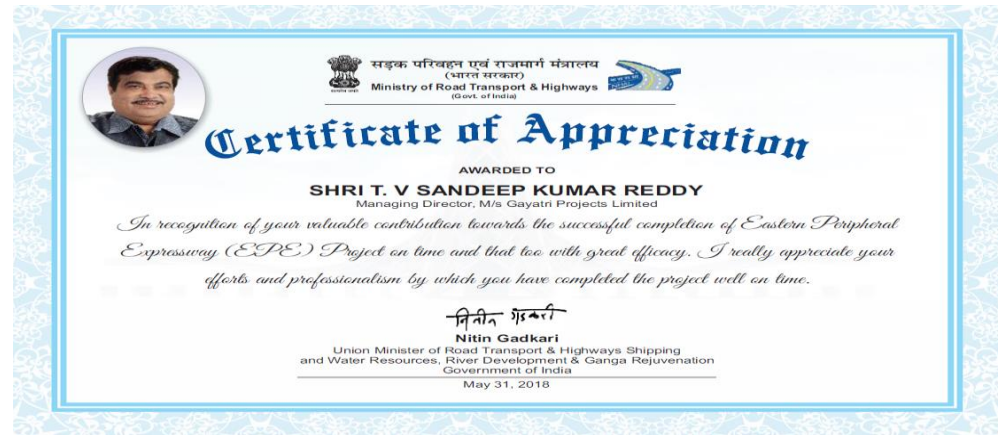 सड़क परिवहन एवं राजमार्ग मंत्रालय
(भारत सरकार)
Ministry of Road Transport & Highways
(Govt. of India)
Certificate of Appreciation
AWARDED TO
SHRI T. V SANDEEP KUMAR REDDY
Managing Director, M/s Gayatri Projects Limited
In recognition of your valuable contribution towards the successful completion of Eastern Peripheral
Expressway (EPE) Project on time and that too with great efficacy. I really appreciate your
efforts and professionalism by which you have completed the project well on time.
नितीन गडकरी
Nitin Gadkari
Union Minister of Road Transport & Highways Shipping
and Water Resources, River Development & Ganga Rejuvenation
Government of India
May 31, 2018